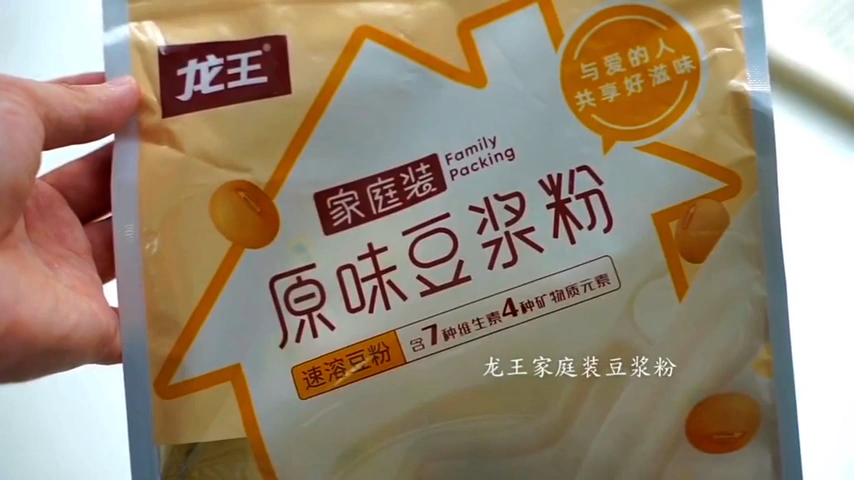 龙王®
与爱的人
共享好滋味
家庭装
Family
Packing
原味豆浆粉
速溶豆粉
含7种维生素4种矿物质元素
龙王家庭装豆浆粉